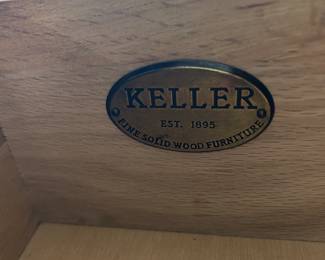 KELLER
EST. 1895
FINE SOLID WOOD FURNITURE